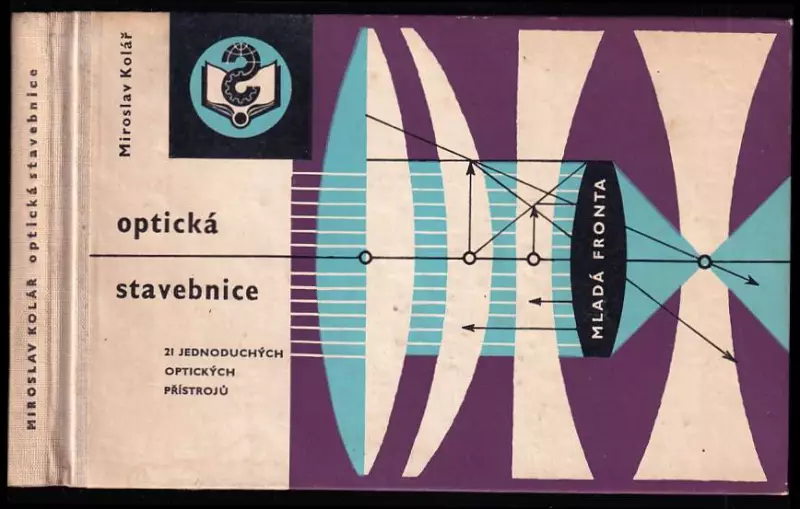 MIROSLAV KOLÁŘ optická stavebnice
Miroslav Kolář
optická
stavebnice
21 JEDNODUCHÝCH
OPTICKÝCH
PŘÍSTROJŮ
MLADÁ FRONTA